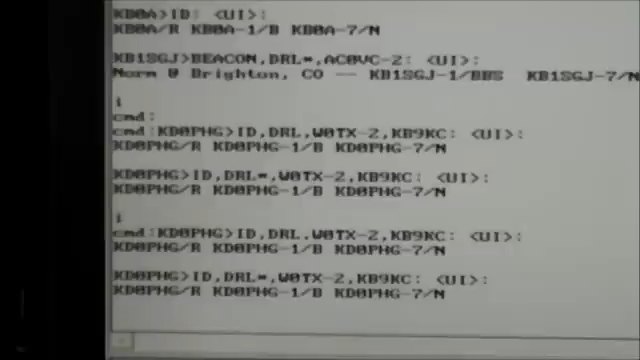 KB0A>ID: <UI>:
KB0A/R KB0A-1/B KB0A-7/N
KB1SGJ>BEACON,DRL*,AC0VC-2: <UI>:
Norm @ Brighton, CO -- KB1SGJ-1/BBS KB1SGJ-7/N
i
cmd:
cmd:KD0PHG>ID,DRL,W0TX-2,KB9KC: <UI>:
KD0PHG/R KD0PHG-1/B KD0PHG-7/N
KD0PHG>ID,DRL*,W0TX-2,KB9KC: <UI>:
KD0PHG/R KD0PHG-1/B KD0PHG-7/N
i
cmd:KD0PHG>ID,DRL,W0TX-2,KB9KC: <UI>:
KD0PHG/R KD0PHG-1/B KD0PHG-7/N
KD0PHG>ID,DRL*,W0TX-2,KB9KC: <UI>:
KD0PHG/R KD0PHG-1/B KD0PHG-7/N